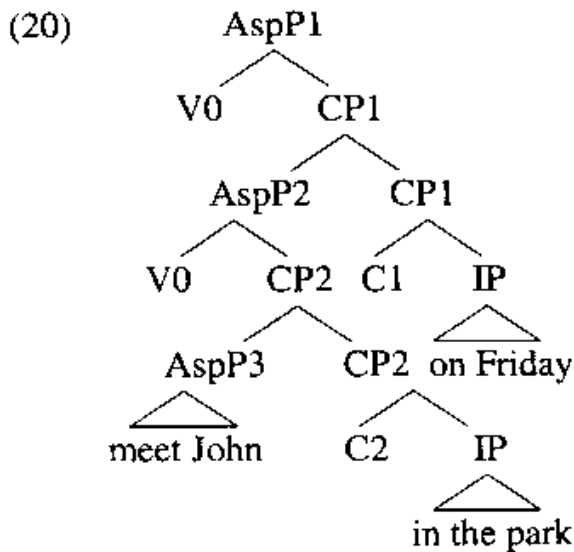 (20) AspP1
V0 CP1
AspP2 CP1
V0 CP2 C1 IP
AspP3 CP2 on Friday
meet John C2 IP
in the park